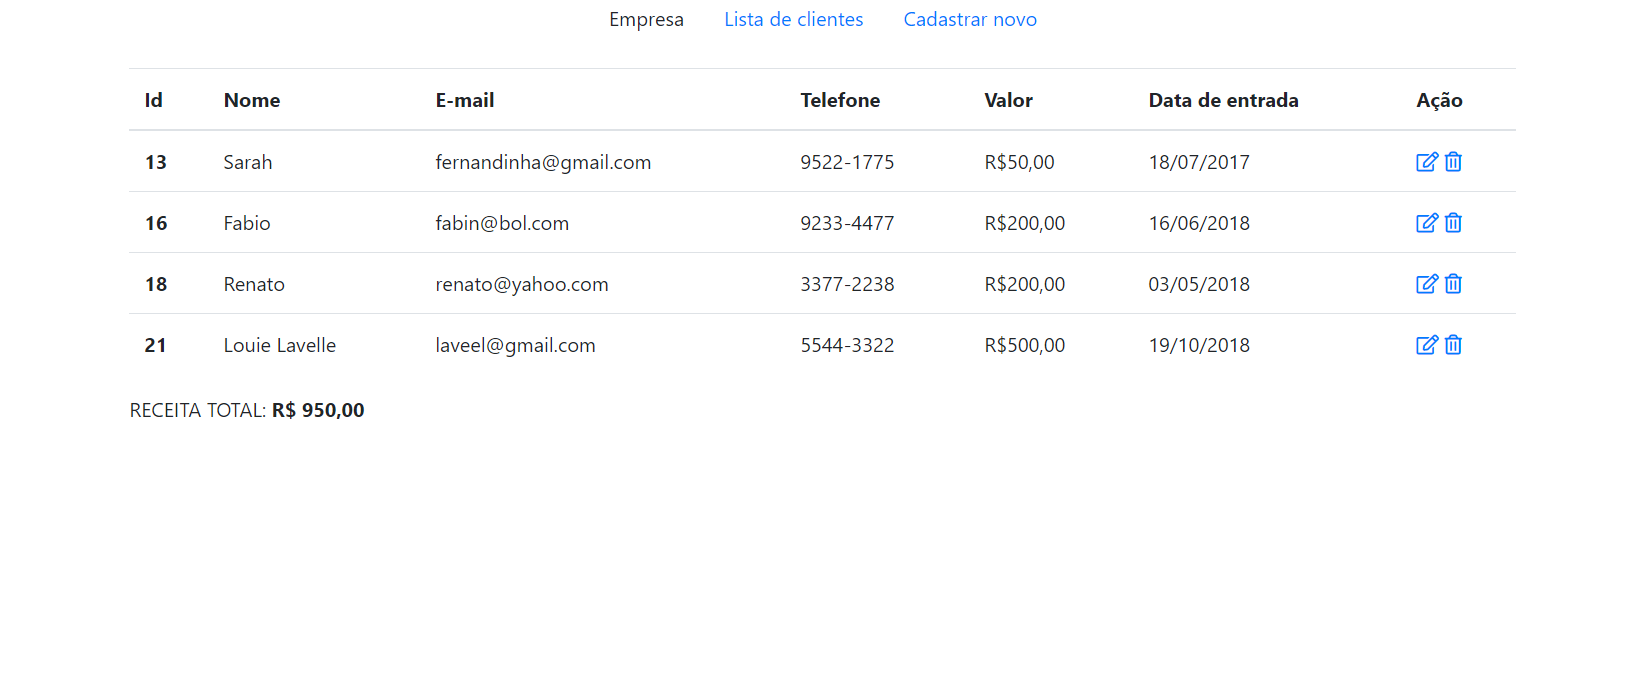 Empresa Lista de clientes Cadastrar novo
Id Nome E-mail Telefone Valor Data de entrada Ação
13 Sarah fernandinha@gmail.com 9522-1775 R$50,00 18/07/2017
16 Fabio fabin@bol.com 9233-4477 R$200,00 16/06/2018
18 Renato renato@yahoo.com 3377-2238 R$200,00 03/05/2018
21 Louie Lavelle laveel@gmail.com 5544-3322 R$500,00 19/10/2018
RECEITA TOTAL: R$ 950,00